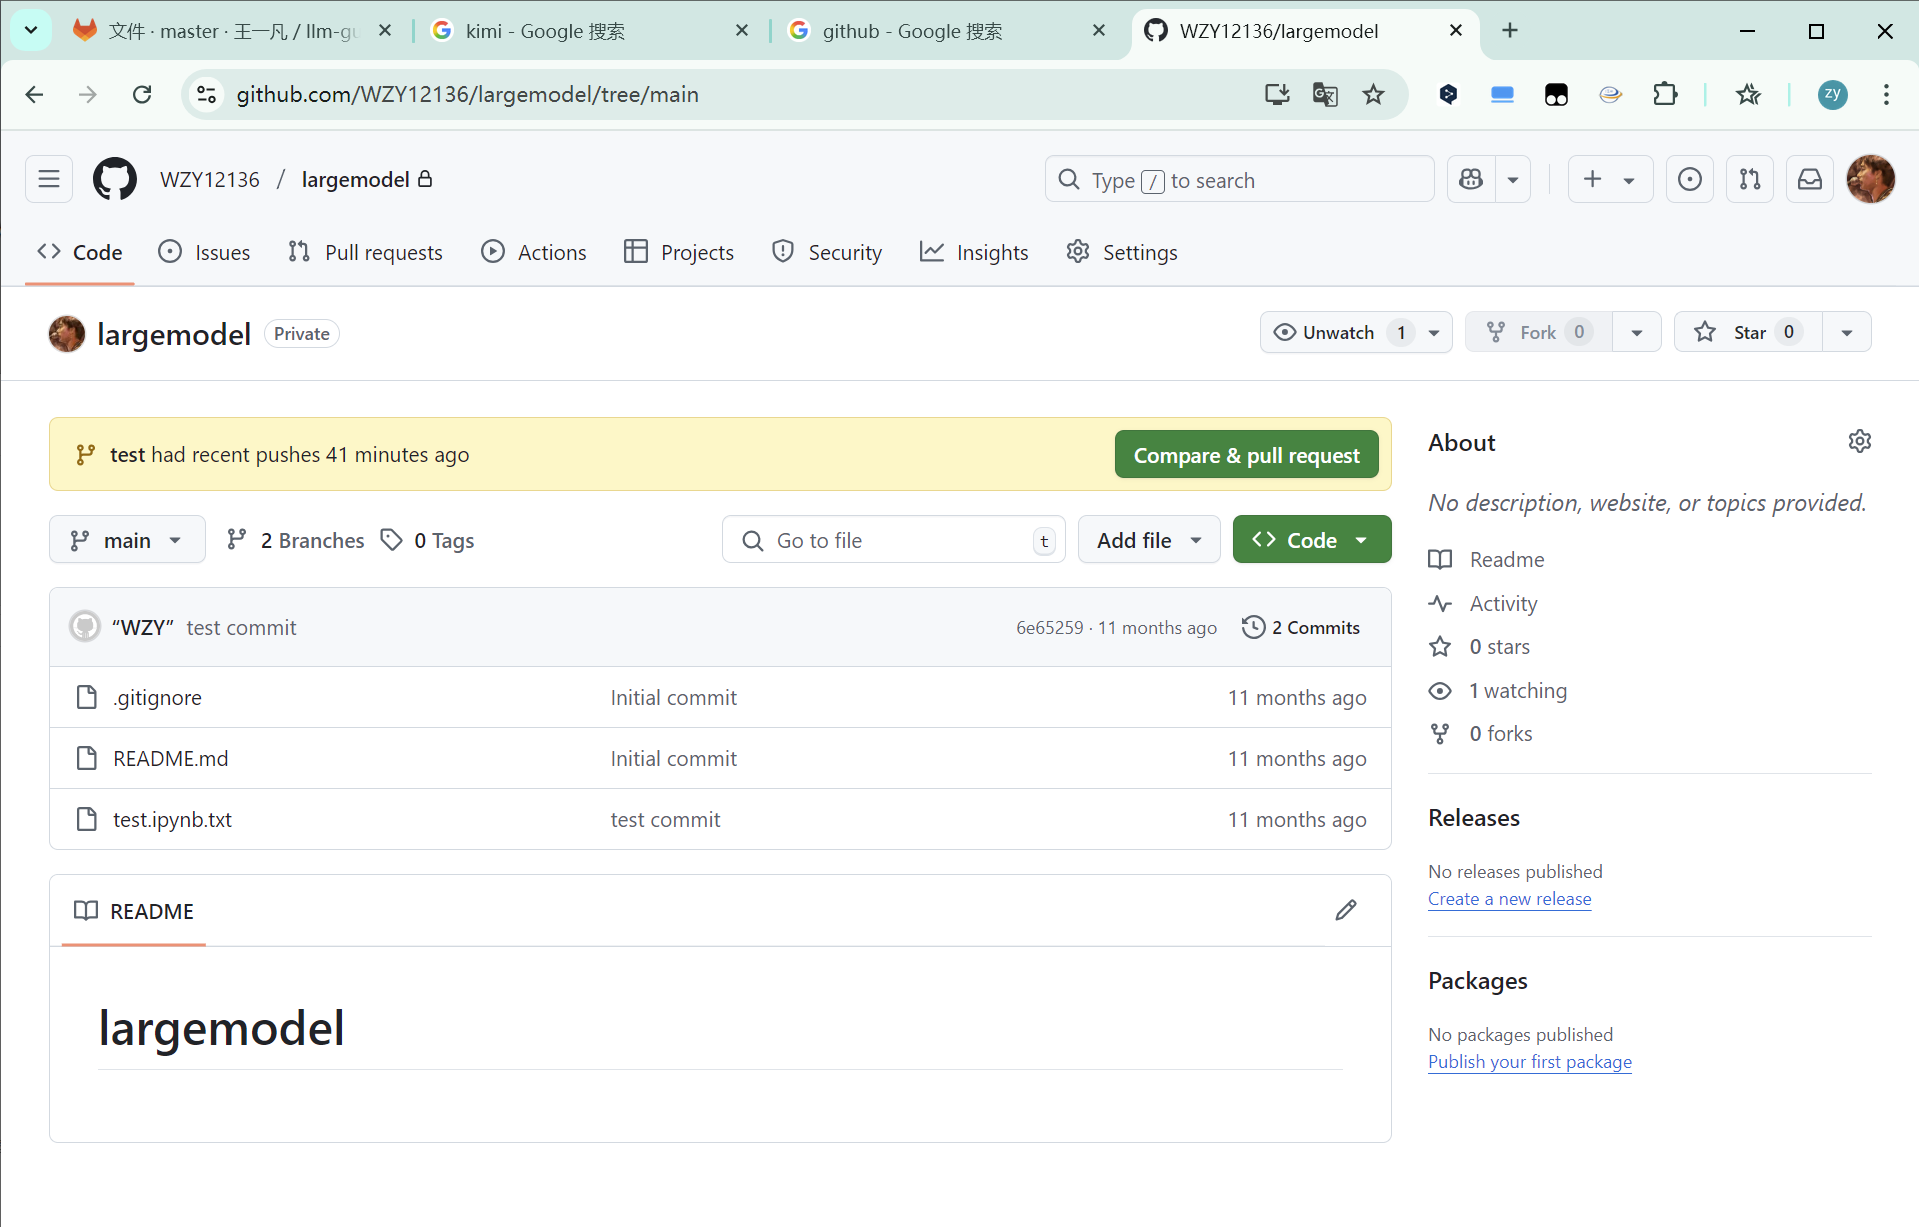 文件 · master · 王一凡 / llm-gu
kimi - Google 搜索
github - Google 搜索
WZY12136/largemodel
github.com/WZY12136/largemodel/tree/main
zy
WZY12136 / largemodel
Type / to search
Code
Issues
Pull requests
Actions
Projects
Security
Insights
Settings
largemodel Private
Unwatch 1
Fork 0
Star 0
test had recent pushes 41 minutes ago
Compare & pull request
main
2 Branches
0 Tags
Go to file t
Add file
Code
“WZY” test commit
6e65259 · 11 months ago
2 Commits
.gitignore Initial commit 11 months ago
README.md Initial commit 11 months ago
test.ipynb.txt test commit 11 months ago
README
largemodel
About
No description, website, or topics provided.
Readme
Activity
0 stars
1 watching
0 forks
Releases
No releases published
Create a new release
Packages
No packages published
Publish your first package